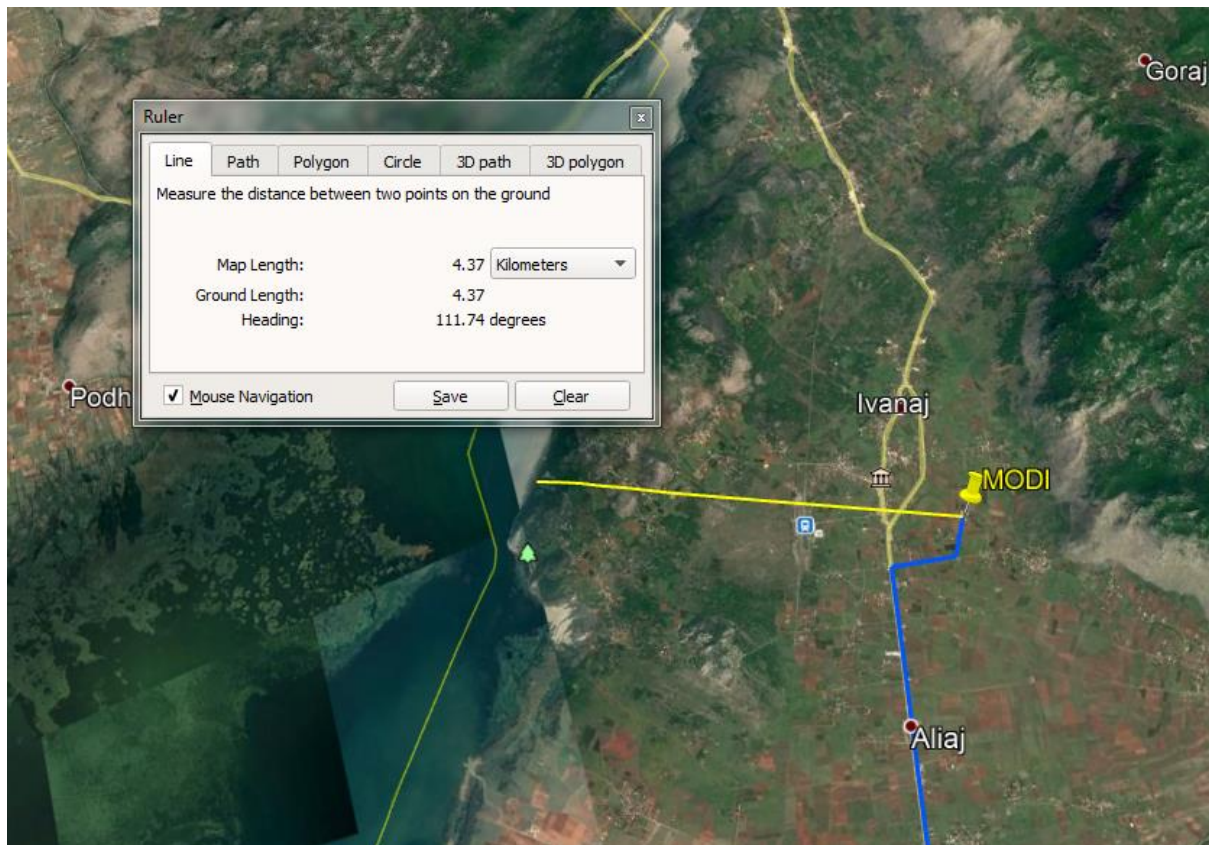 Goraj
Ruler
x
Line Path Polygon Circle 3D path 3D polygon
Measure the distance between two points on the ground
Map Length: 4.37 Kilometers
Ground Length: 4.37
Heading: 111.74 degrees
Mouse Navigation Save Clear
Podh
Ivanaj
MODI
Aliaj